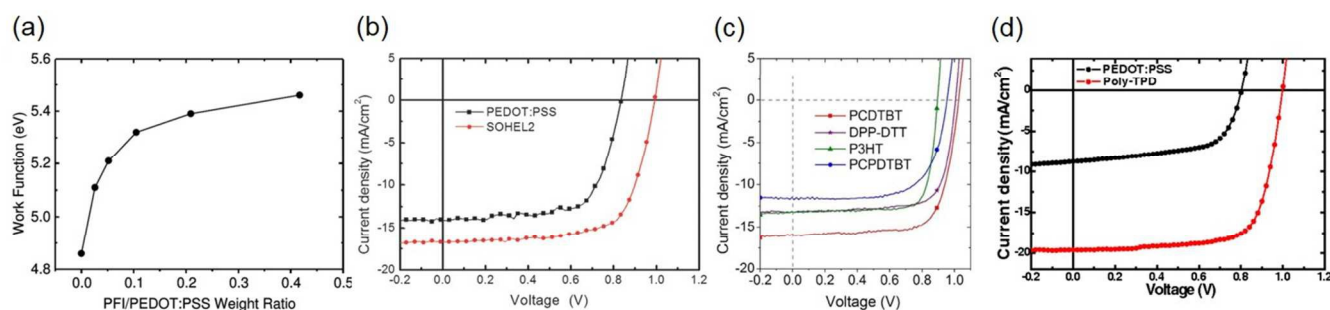 (a)
5.6
5.4
5.2
5.0
4.8
Work Function (eV)
0.0 0.1 0.2 0.3 0.4 0.5
PFI/PEDOT:PSS Weight Ratio
(b)
5
0
-5
-10
-15
-20
Current density (mA/cm²)
PEDOT:PSS
SOHEL2
-0.2 0.0 0.2 0.4 0.6 0.8 1.0 1.2
Voltage (V)
(c)
5
0
-5
-10
-15
-20
Current density (mA/cm²)
PCDTBT
DPP-DTT
P3HT
PCPDTBT
-0.2 0.0 0.2 0.4 0.6 0.8 1.0
Voltage (V)
(d)
PEDOT:PSS
Poly-TPD
0
-5
-10
-15
-20
Current density (mA/cm²)
-0.2 0.0 0.2 0.4 0.6 0.8 1.0 1.2
Voltage (V)